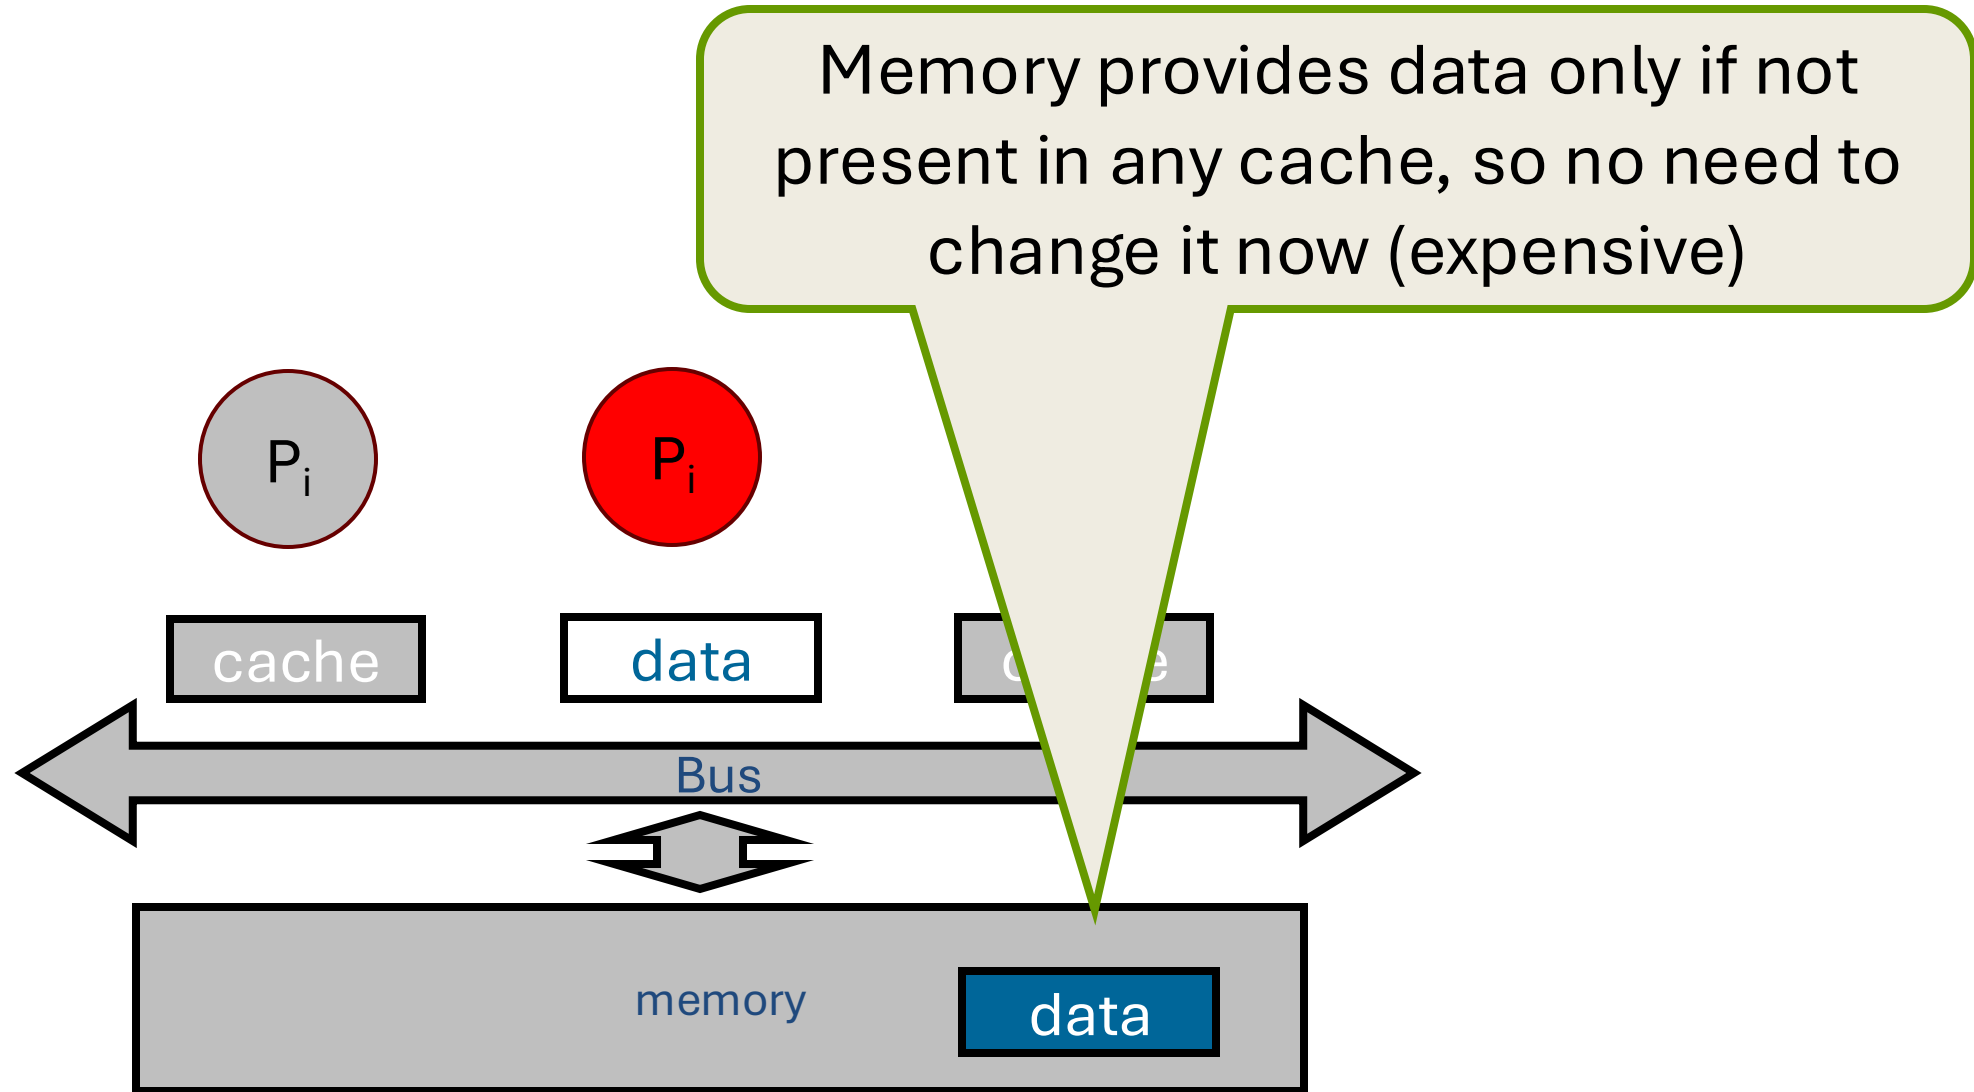 Memory provides data only if not
present in any cache, so no need to
change it now (expensive)
Pi Pi
cache data
Bus
memory
data